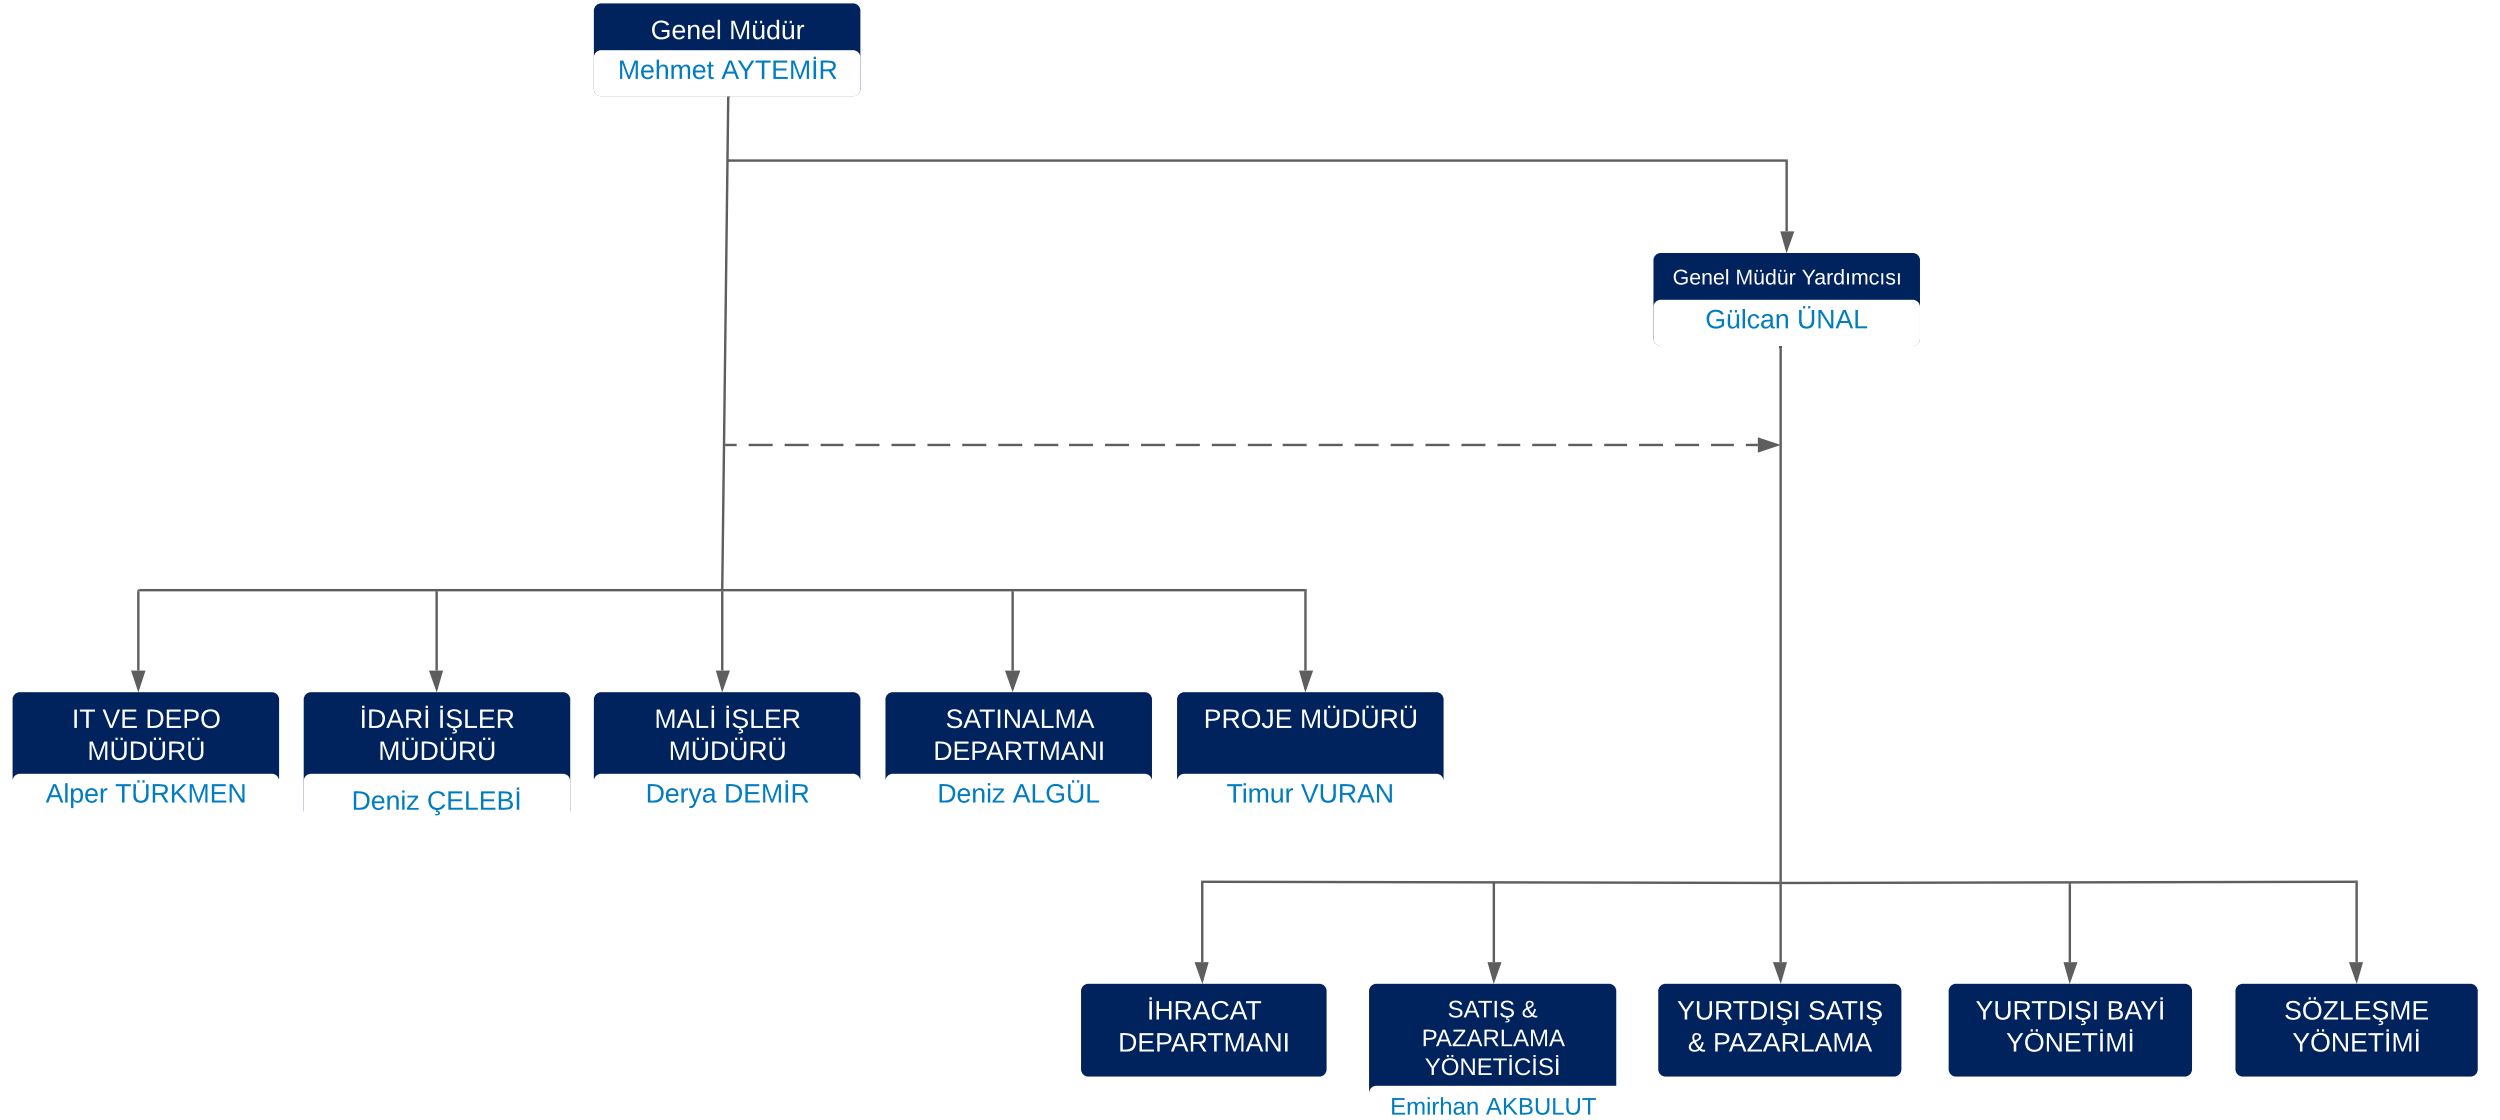 Genel Müdür
Mehmet AYTEMİR
Genel Müdür Yardımcısı
Gülcan ÜNAL
IT VE DEPO
MÜDÜRÜ
Alper TÜRKMEN
İDARİ İŞLER
MÜDÜRÜ
Deniz ÇELEBİ
MALİ İŞLER
MÜDÜRÜ
Derya DEMİR
SATINALMA
DEPARTMANI
Deniz ALGÜL
PROJE MÜDÜRÜ
Timur VURAN
İHRACAT
DEPARTMANI
SATIŞ &
PAZARLAMA
YÖNETİCİSİ
Emirhan AKBULUT
YURTDIŞI SATIŞ
& PAZARLAMA
YURTDIŞI BAYİ
YÖNETİMİ
SÖZLEŞME
YÖNETİMİ